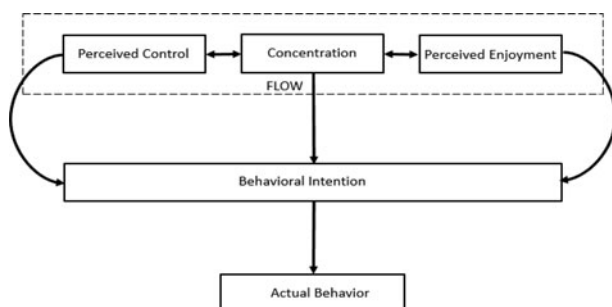 Perceived Control
Concentration
Perceived Enjoyment
FLOW
Behavioral Intention
Actual Behavior